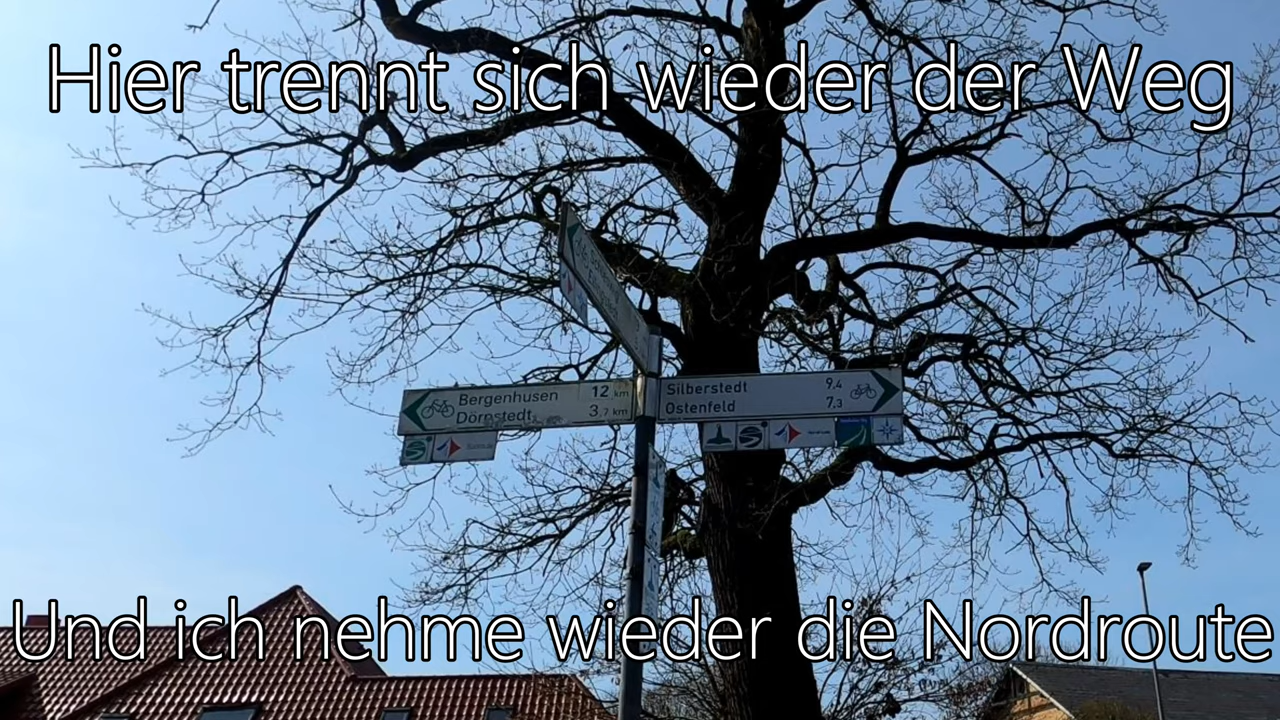 Hier trennt sich wieder der Weg
Bergenhusen 12 km
Dörpstedt 3,7 km
Silberstedt 9,4
Ostenfeld 7,3
Und ich nehme wieder die Nordroute